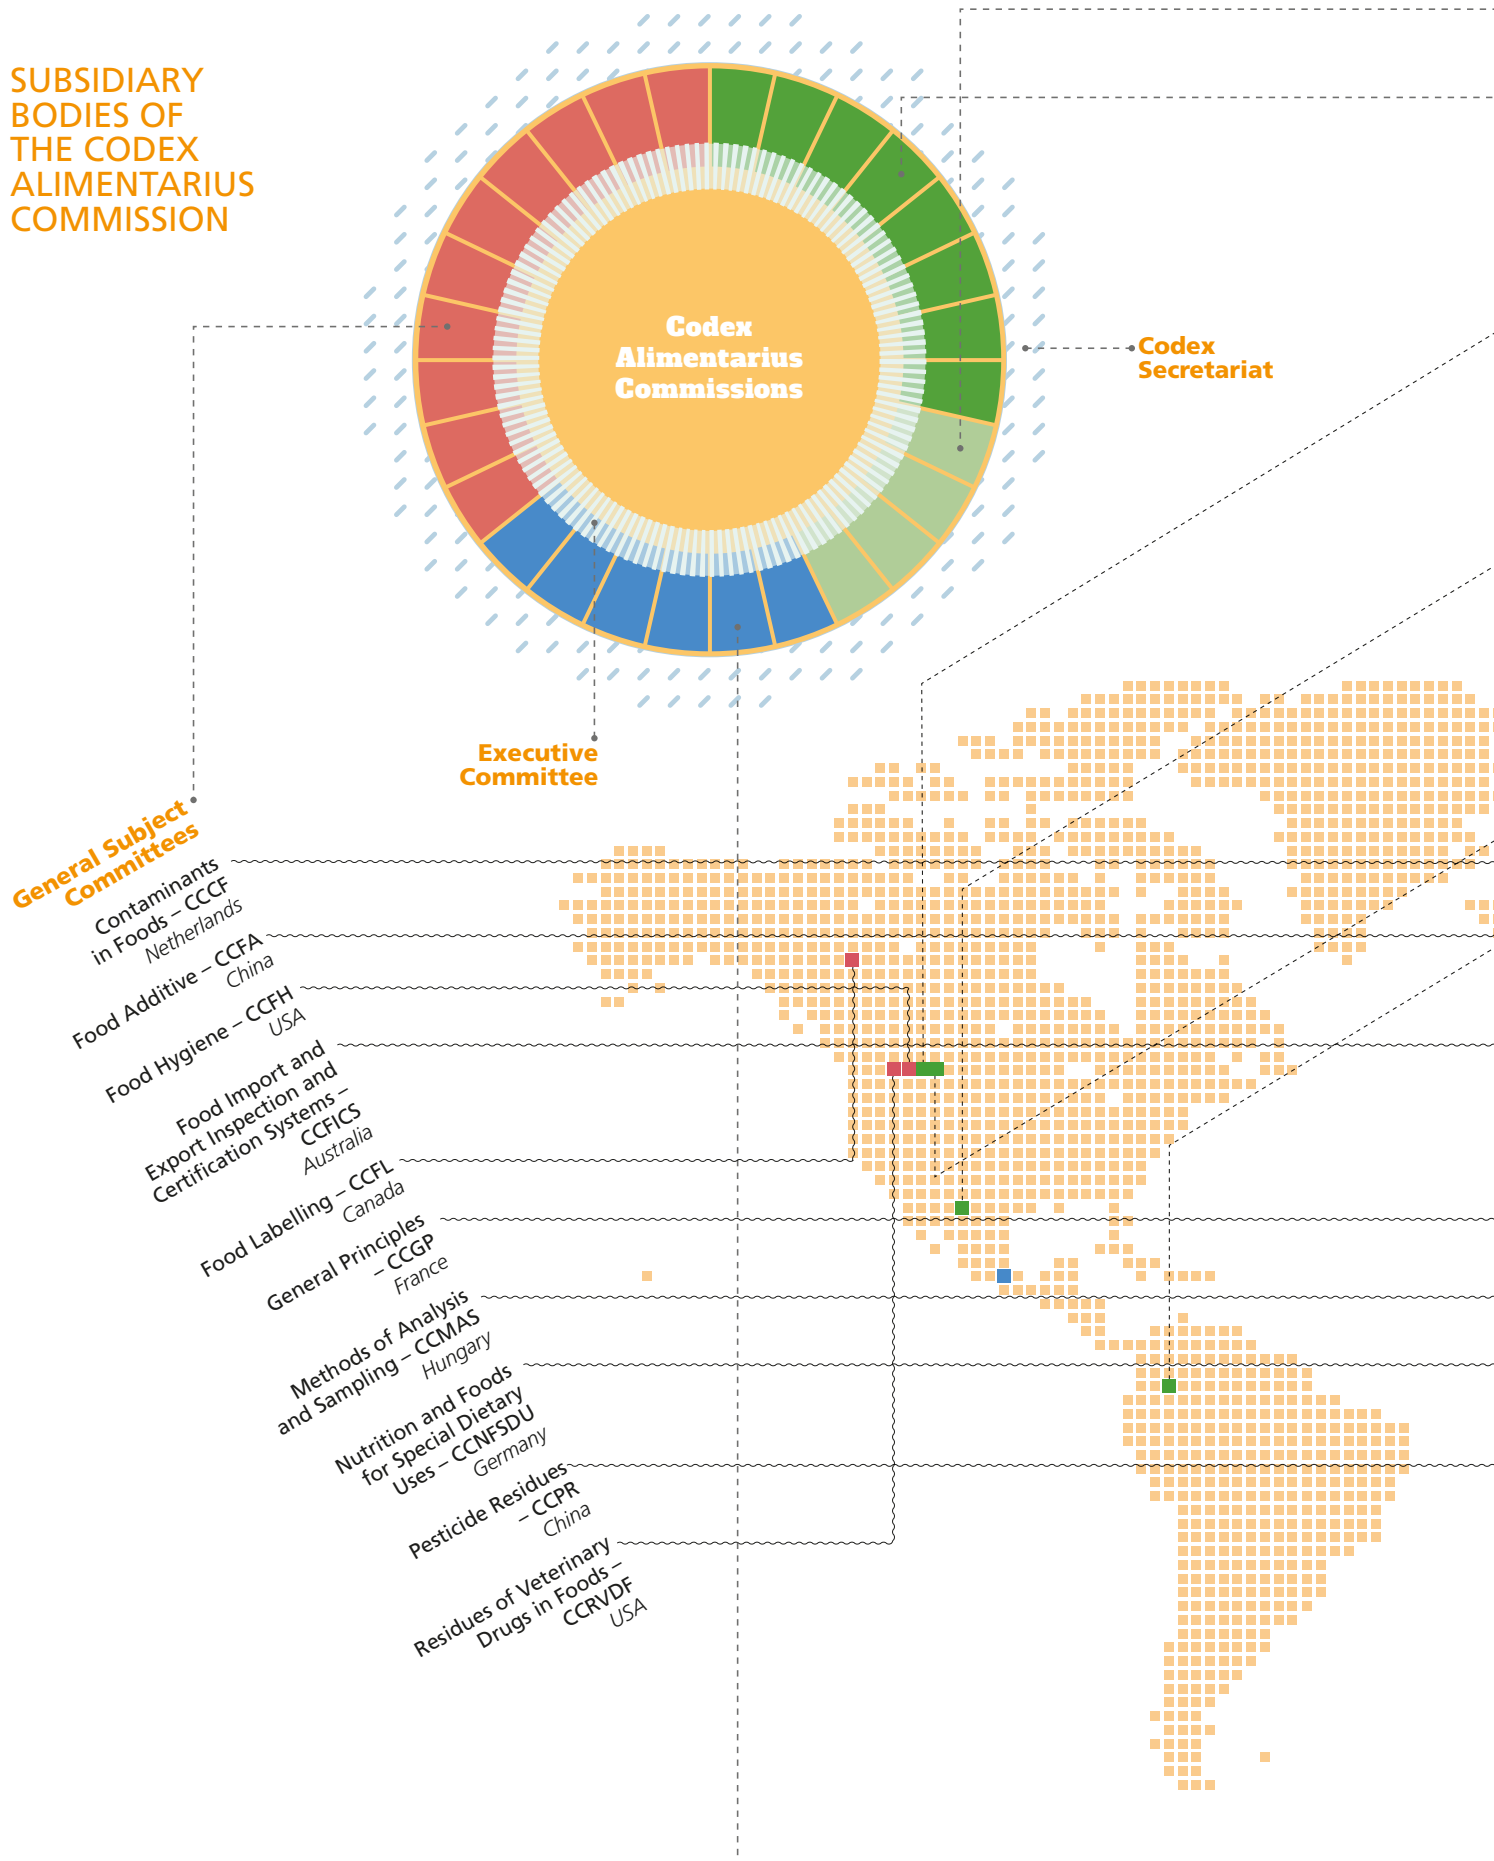 SUBSIDIARY
BODIES OF
THE CODEX
ALIMENTARIUS
COMMISSION
Codex
Alimentarius
Commissions
Codex
Secretariat
Executive
Committee
General Subject
Committees
Contaminants
in Foods – CCCF
Netherlands
Food Additive – CCFA
China
Food Hygiene – CCFH
USA
Food Import and
Export Inspection and
Certification Systems –
CCFICS
Australia
Food Labelling – CCFL
Canada
General Principles
– CCGP
France
Methods of Analysis
and Sampling – CCMAS
Hungary
Nutrition and Foods
for Special Dietary
Uses – CCNFSDU
Germany
Pesticide Residues
– CCPR
China
Residues of Veterinary
Drugs in Foods –
CCRVDF
USA